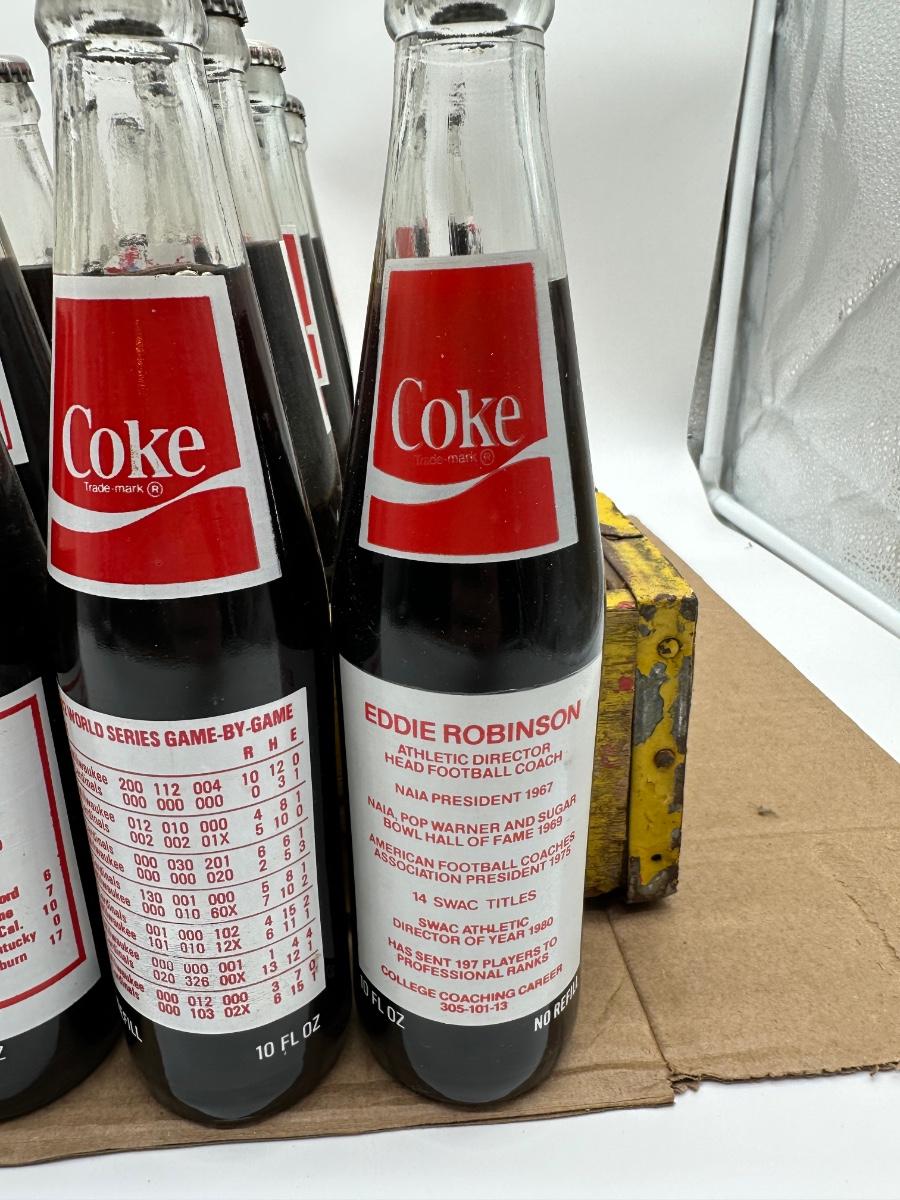 Coke
Trade-mark ®
WORLD SERIES GAME-BY-GAME
R H E
200 112 004 10 12 0
000 000 000 0 3 1
012 010 000 4 8 1
002 002 01X 5 10 0
000 030 201 6 6 1
000 000 020 2 5 3
130 001 000 5 8 1
000 010 60X 7 10 2
001 000 102 4 15 2
101 010 12X 6 11 1
000 000 001 1 4 4
020 326 00X 13 12 1
000 012 000 3 7 0
000 103 02X 6 15 1
10 FL OZ
Coke
Trade-mark ®
EDDIE ROBINSON
ATHLETIC DIRECTOR
HEAD FOOTBALL COACH
NAIA PRESIDENT 1967
NAIA, POP WARNER AND SUGAR
BOWL HALL OF FAME 1969
AMERICAN FOOTBALL COACHES
ASSOCIATION PRESIDENT 1975
14 SWAC TITLES
SWAC ATHLETIC
DIRECTOR OF YEAR 1980
HAS SENT 197 PLAYERS TO
PROFESSIONAL RANKS
COLLEGE COACHING CAREER
305-101-13
10 FL OZ
NO REFILL
6
7
Cal. 10
0
17